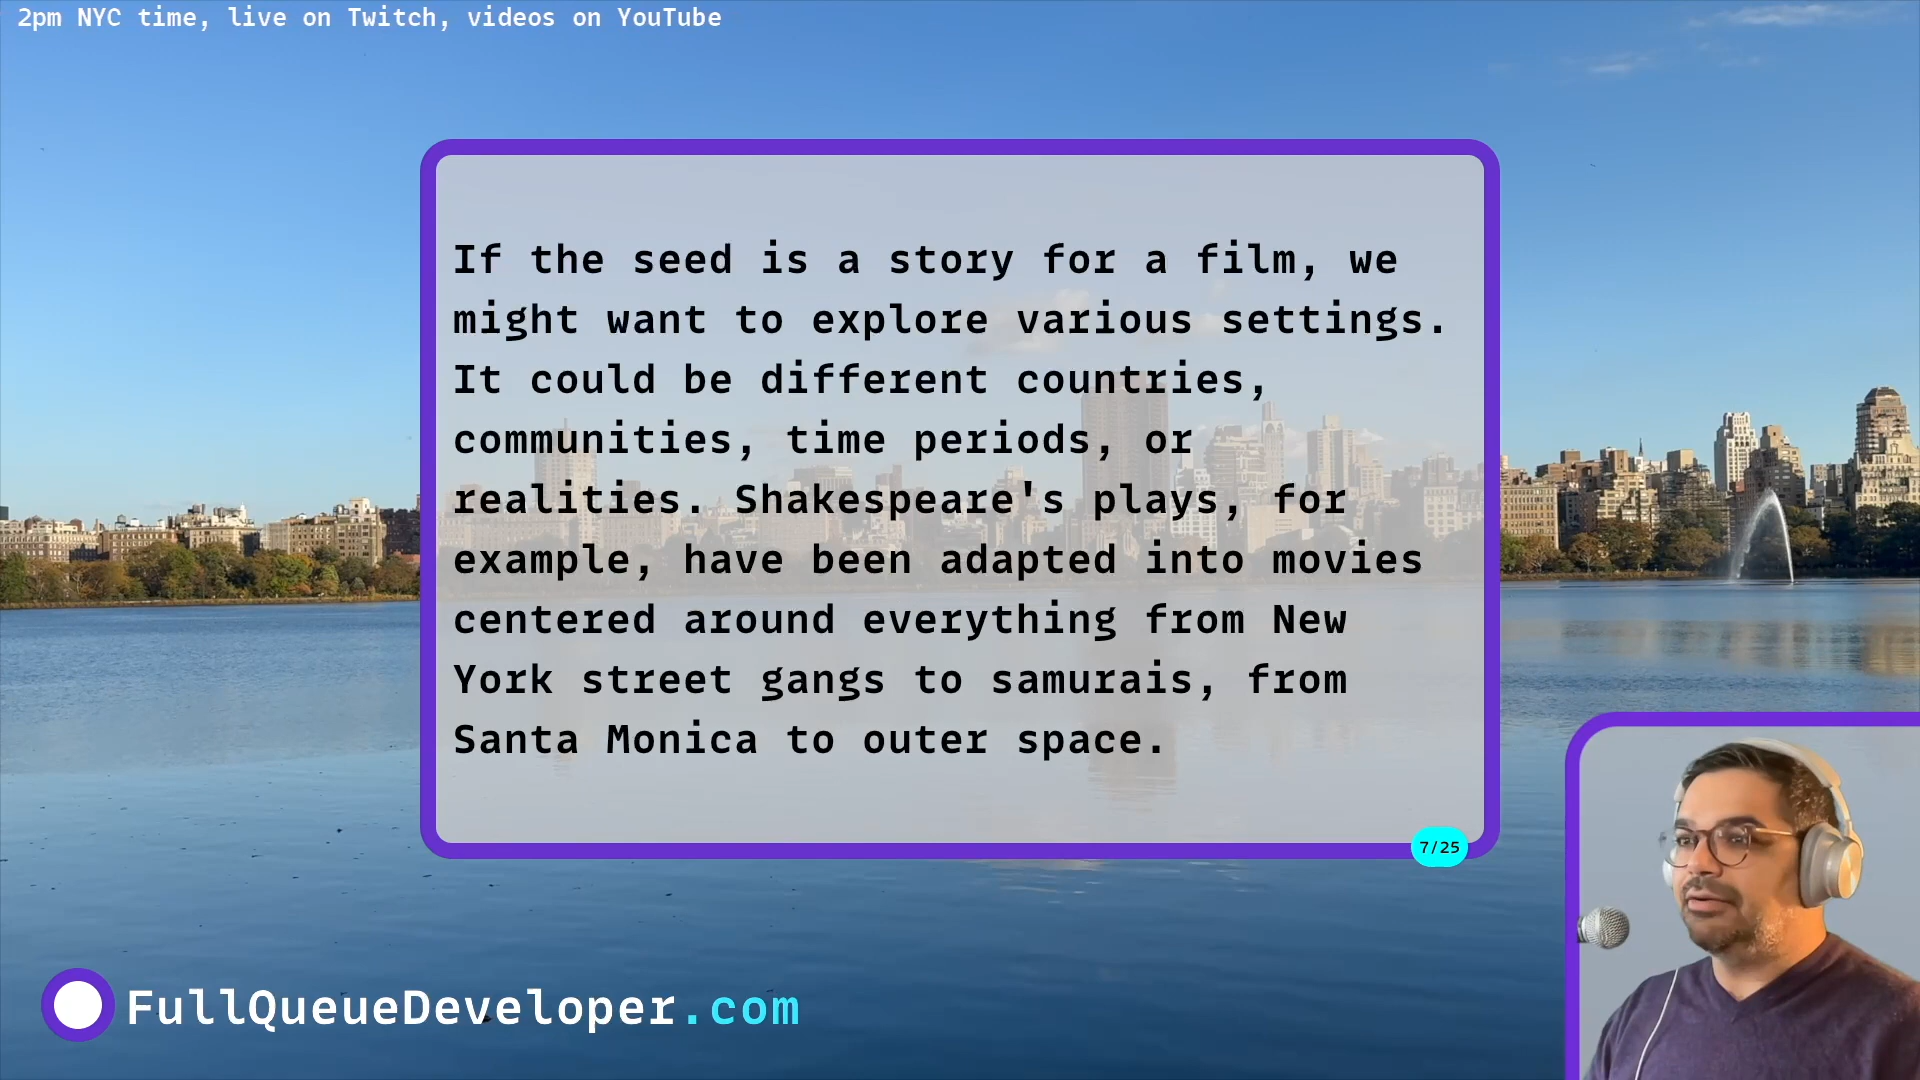 2pm NYC time, live on Twitch, videos on YouTube
If the seed is a story for a film, we
might want to explore various settings.
It could be different countries,
communities, time periods, or
realities. Shakespeare's plays, for
example, have been adapted into movies
centered around everything from New
York street gangs to samurais, from
Santa Monica to outer space.
7/25
FullQueueDeveloper.com